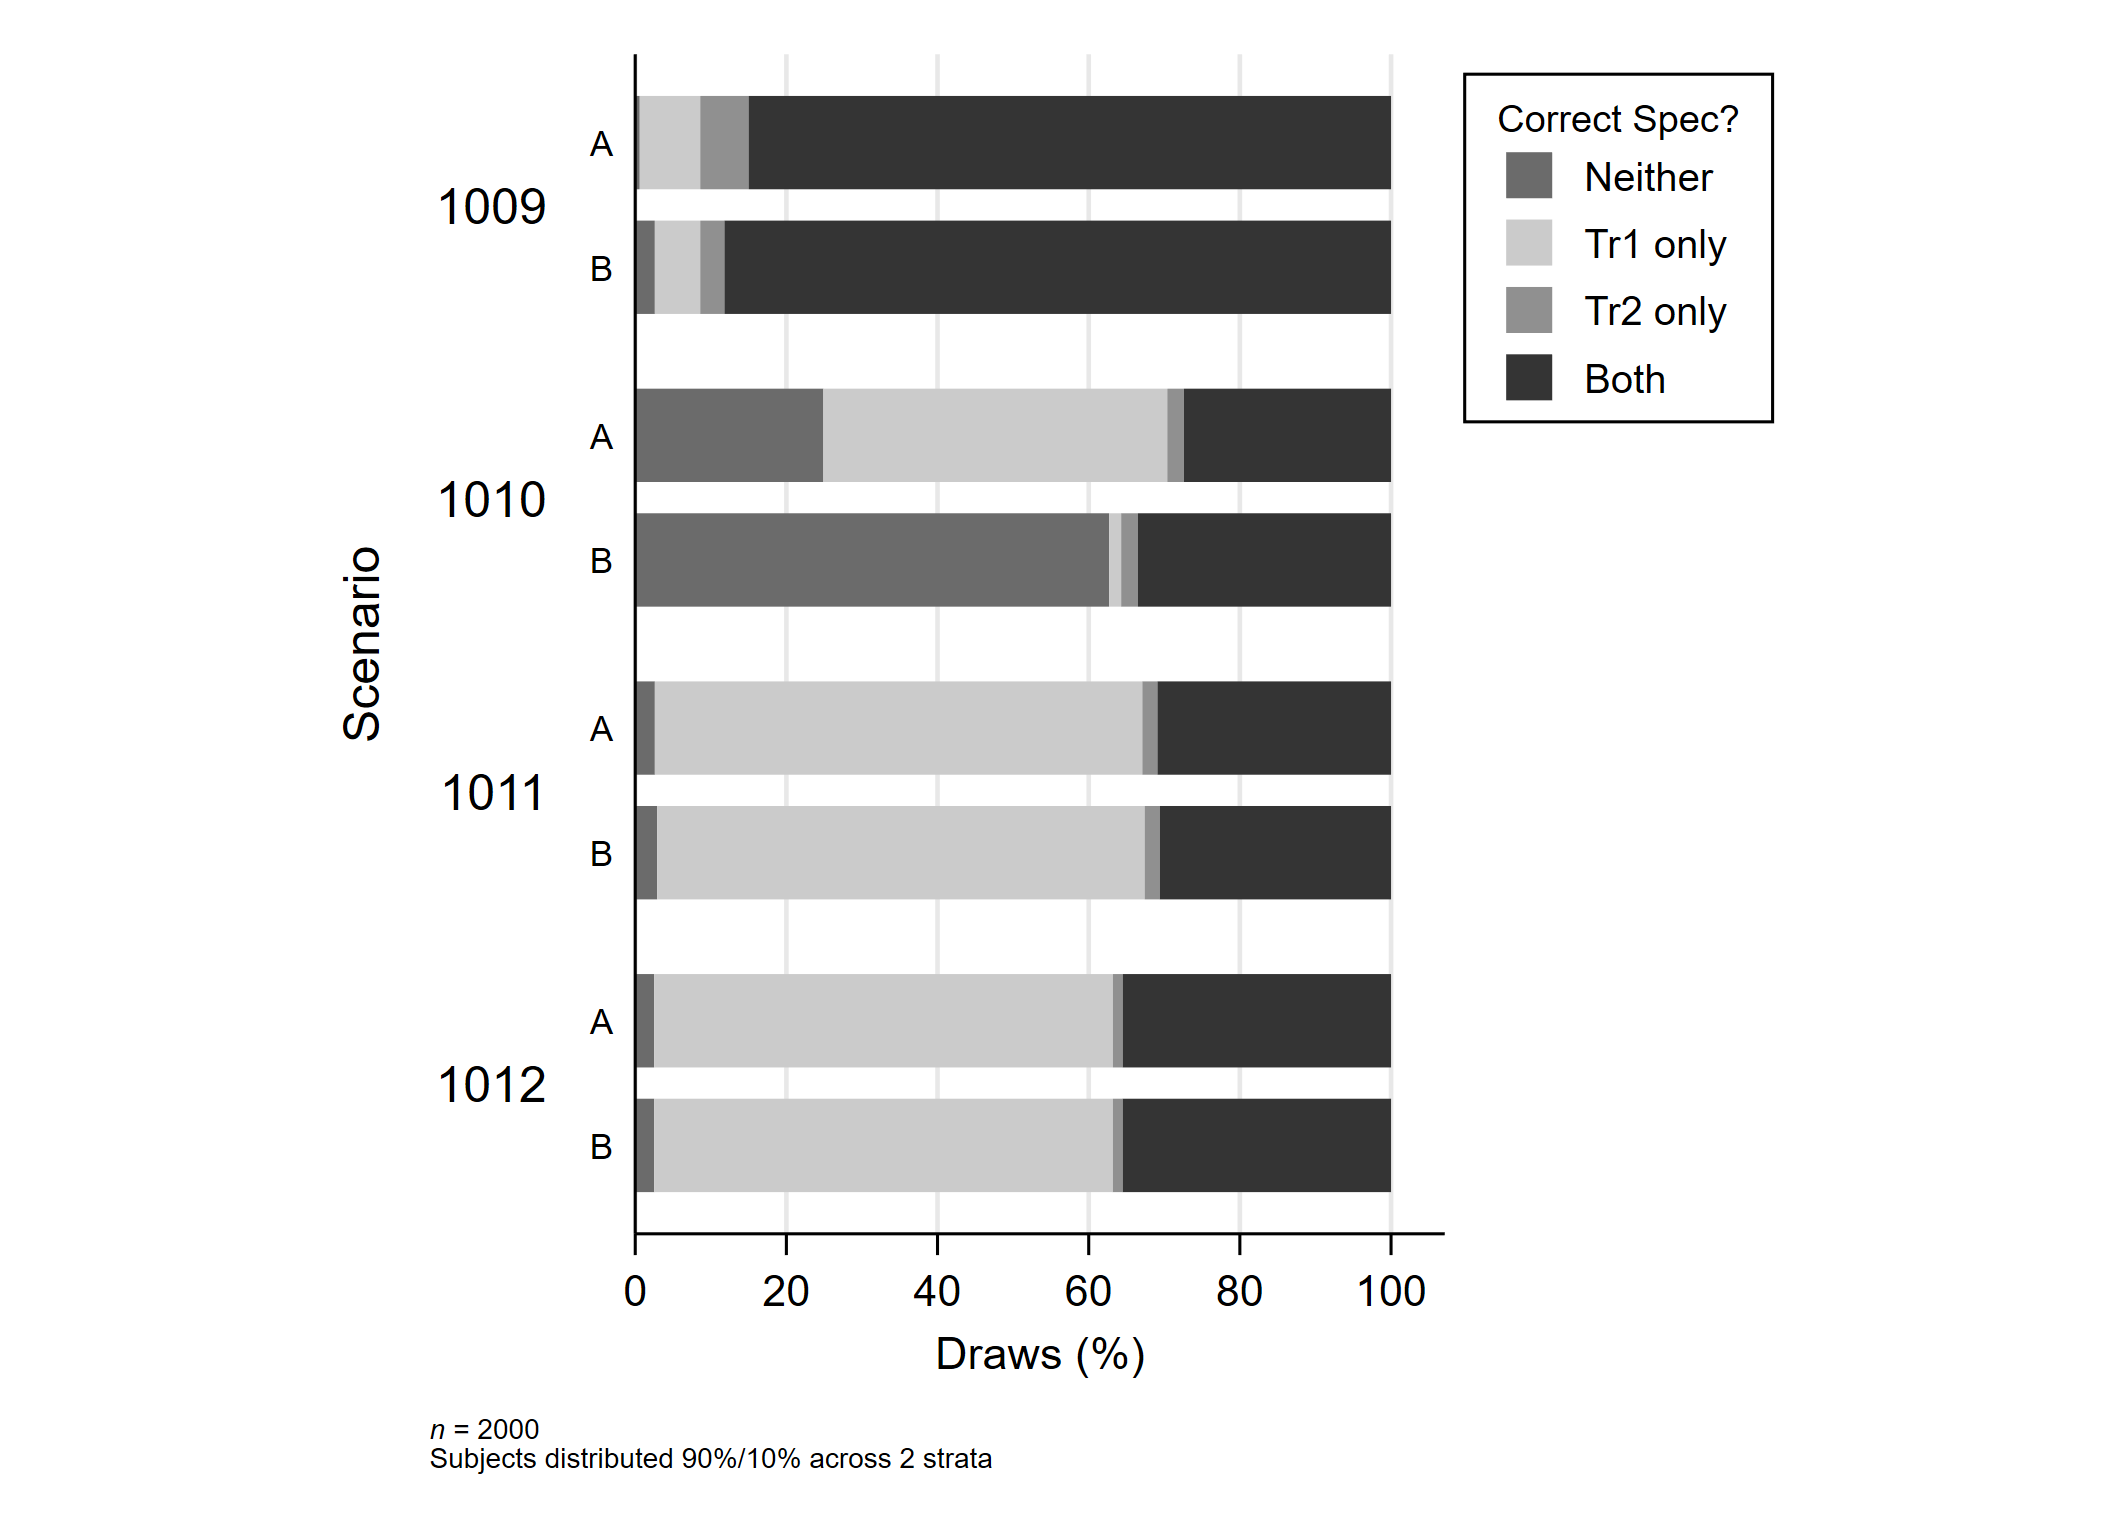 Scenario
1009
A
B
1010
A
B
1011
A
B
1012
A
B
0 20 40 60 80 100
Draws (%)
Correct Spec?
Neither
Tr1 only
Tr2 only
Both
n = 2000
Subjects distributed 90%/10% across 2 strata